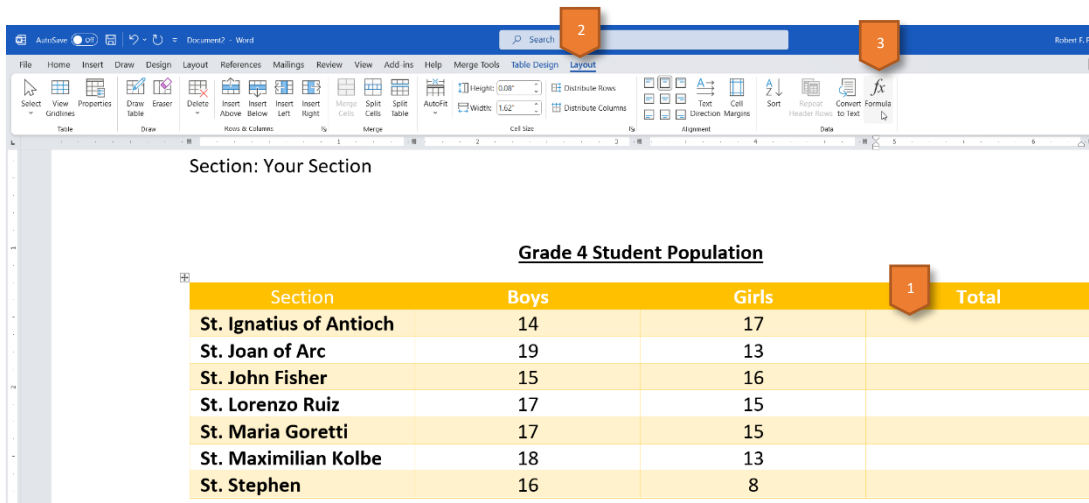 2
3
AutoSave Off Document2 - Word Search Robert F. F
File Home Insert Draw Design Layout References Mailings Review View Add-ins Help Merge Tools Table Design Layout
Select View Gridlines Properties Draw Table Eraser Delete Insert Above Insert Below Insert Left Insert Right Merge Cells Split Cells Split Table AutoFit Height: 0.08" Width: 1.62" Distribute Rows Distribute Columns Text Direction Cell Margins Sort Repeat Header Rows Convert to Text Formula
Table Draw Rows & Columns Merge Cell Size Alignment Data
1 2 3 4 5 6
Section: Your Section
Grade 4 Student Population
1
Section Boys Girls Total
St. Ignatius of Antioch 14 17
St. Joan of Arc 19 13
St. John Fisher 15 16
St. Lorenzo Ruiz 17 15
St. Maria Goretti 17 15
St. Maximilian Kolbe 18 13
St. Stephen 16 8